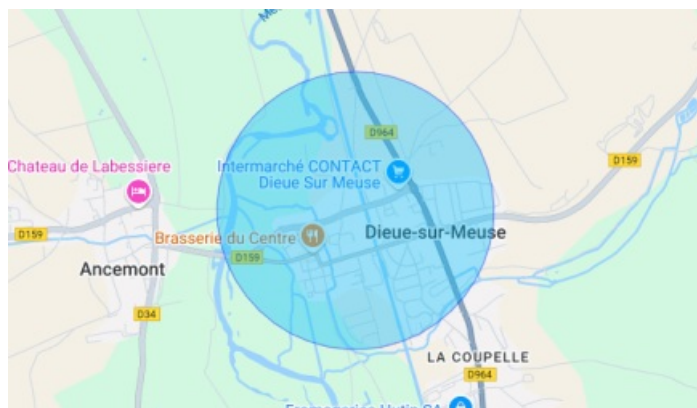 D964
Chateau de Labessiere
Intermarché CONTACT
Dieue Sur Meuse
D159
D159
Brasserie du Centre
Dieue-sur-Meuse
D159
Ancemont
D34
LA COUPELLE
D964